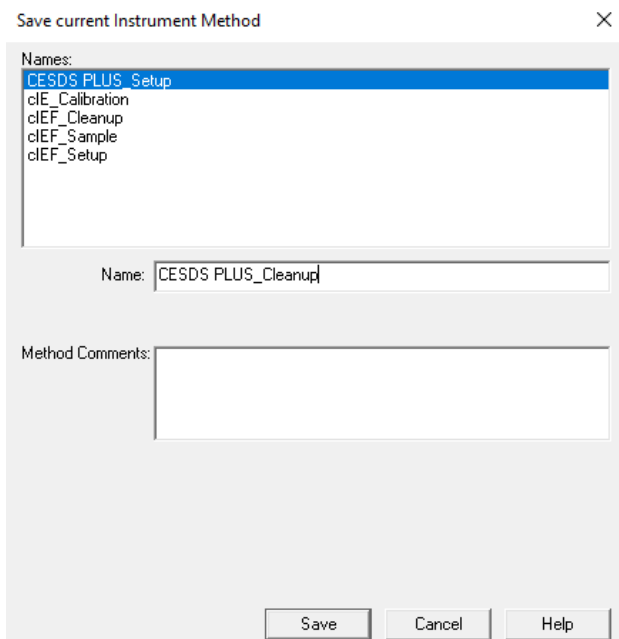 Save current Instrument Method
Names:
CESDS PLUS_Setup
cIE_Calibration
cIEF_Cleanup
cIEF_Sample
cIEF_Setup
Name: CESDS PLUS_Cleanup
Method Comments:
Save Cancel Help